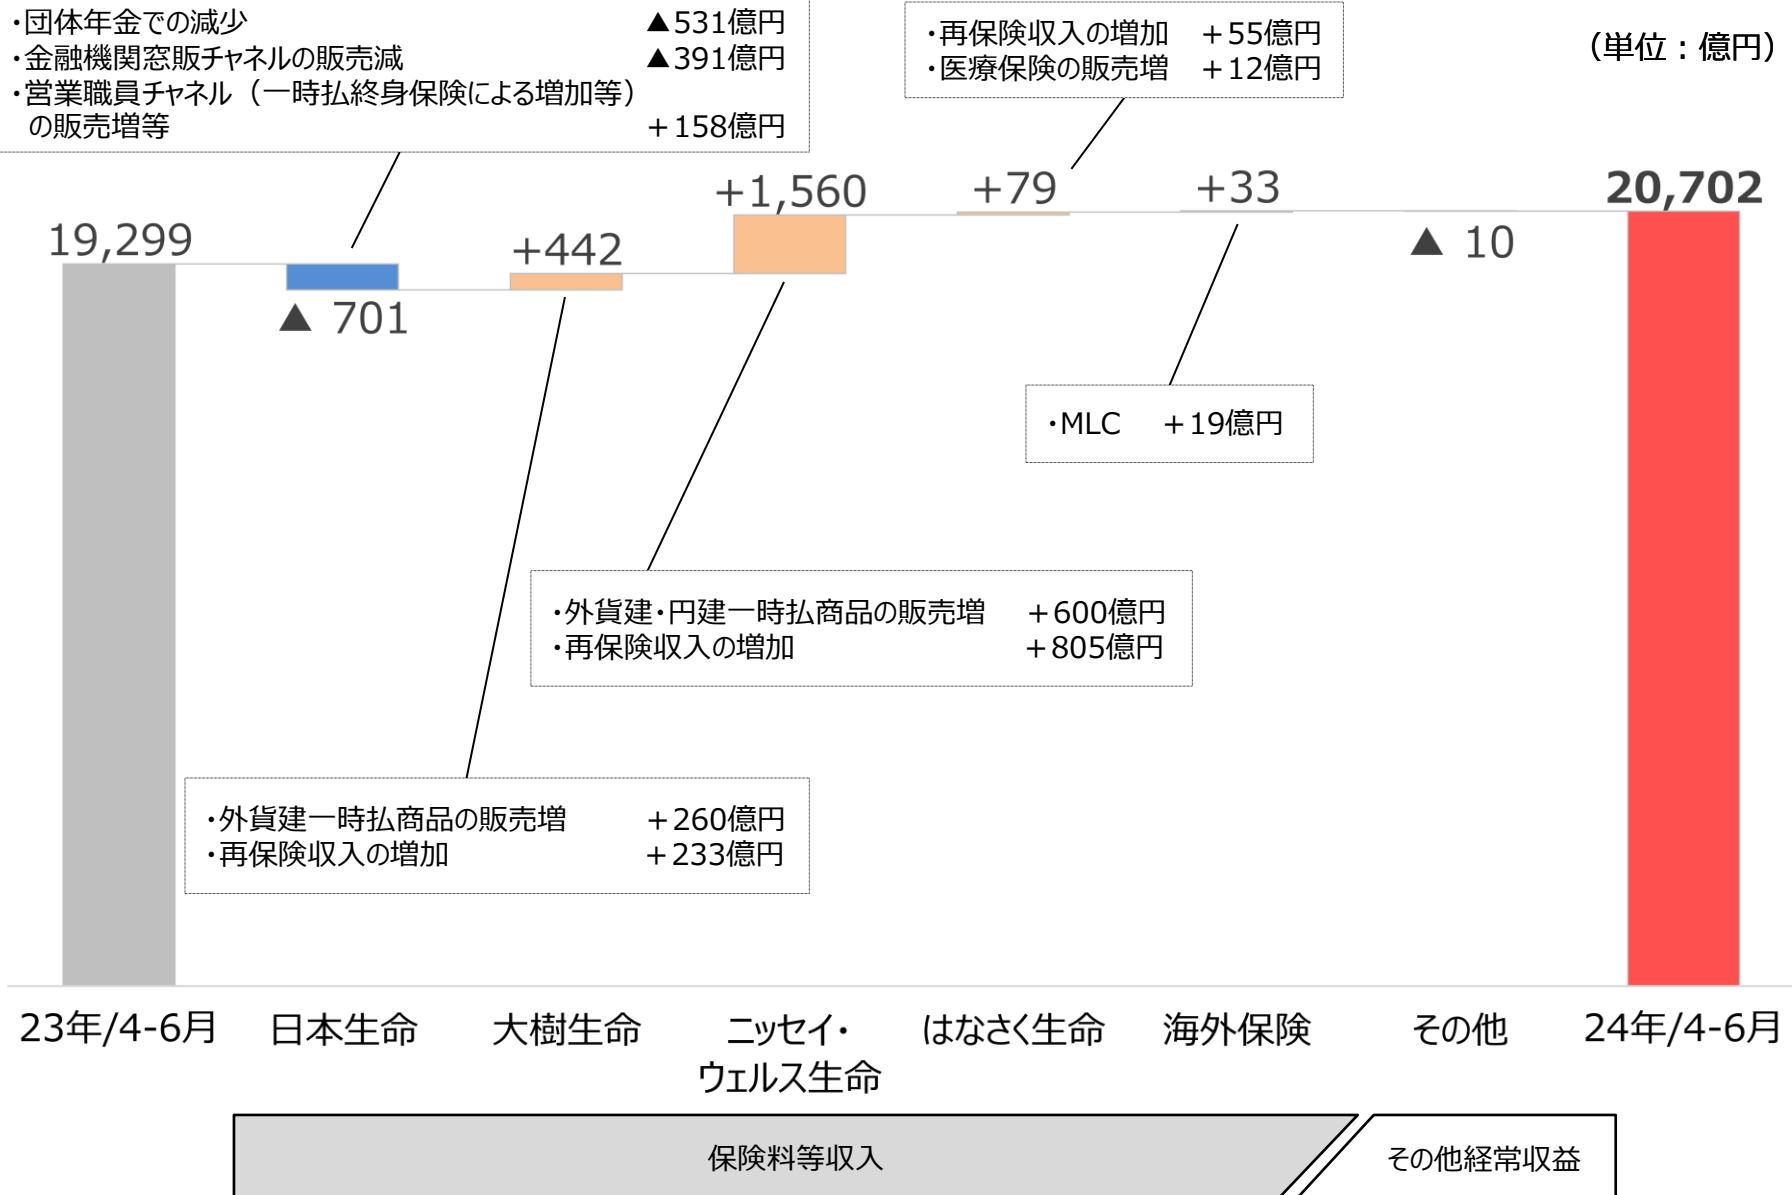 ・団体年金での減少 ▲531億円
・金融機関窓販チャネルの販売減 ▲391億円
・営業職員チャネル（一時払終身保険による増加等）
の販売増等 +158億円
・再保険収入の増加 +55億円
・医療保険の販売増 +12億円
（単位：億円）
19,299
▲ 701
+442
+1,560
+79
+33
▲ 10
20,702
・MLC +19億円
・外貨建・円建一時払商品の販売増 +600億円
・再保険収入の増加 +805億円
・外貨建一時払商品の販売増 +260億円
・再保険収入の増加 +233億円
23年/4-6月
日本生命
大樹生命
ニッセイ・
ウェルス生命
はなさく生命
海外保険
その他
24年/4-6月
保険料等収入
その他経常収益